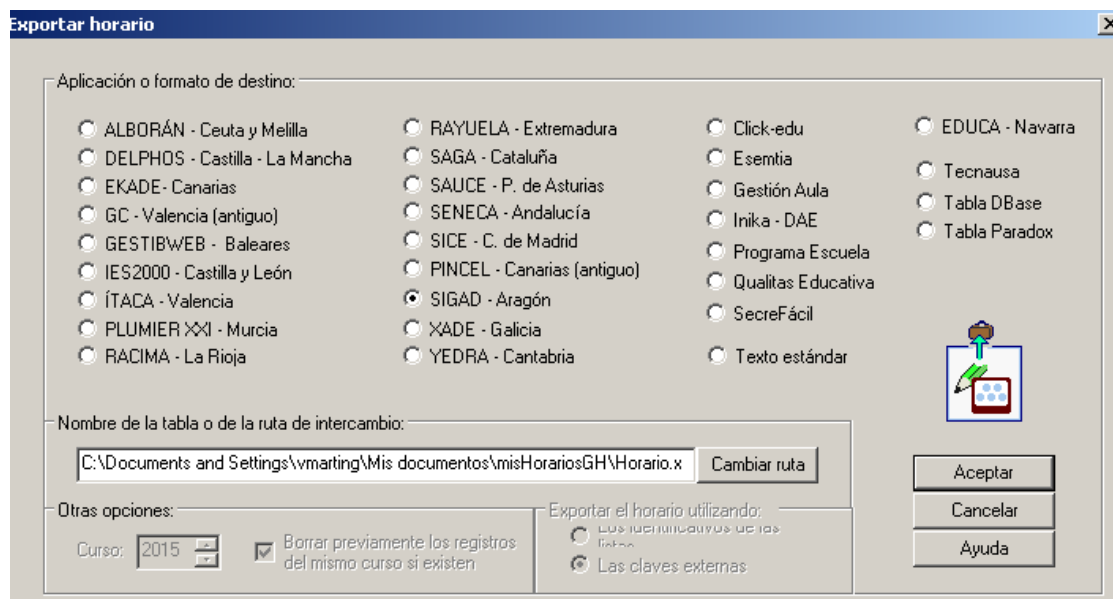 Exportar horario
Aplicación o formato de destino:
ALBORÁN - Ceuta y Melilla
DELPHOS - Castilla - La Mancha
EKADE- Canarias
GC - Valencia (antiguo)
GESTIBWEB - Baleares
IES2000 - Castilla y León
ÍTACA - Valencia
PLUMIER XXI - Murcia
RACIMA - La Rioja
RAYUELA - Extremadura
SAGA - Cataluña
SAUCE - P. de Asturias
SENECA - Andalucía
SICE - C. de Madrid
PINCEL - Canarias (antiguo)
SIGAD - Aragón
XADE - Galicia
YEDRA - Cantabria
Click-edu
Esemtia
Gestión Aula
Inika - DAE
Programa Escuela
Qualitas Educativa
SecreFácil
Texto estándar
EDUCA - Navarra
Tecnausa
Tabla DBase
Tabla Paradox
Nombre de la tabla o de la ruta de intercambio:
C:\Documents and Settings\vmarting\Mis documentos\misHorariosGH\Horario.x
Cambiar ruta
Otras opciones:
Curso: 2015
Borrar previamente los registros
del mismo curso si existen
Exportar el horario utilizando:
Los identificativos de las
listas
Las claves externas
Aceptar
Cancelar
Ayuda